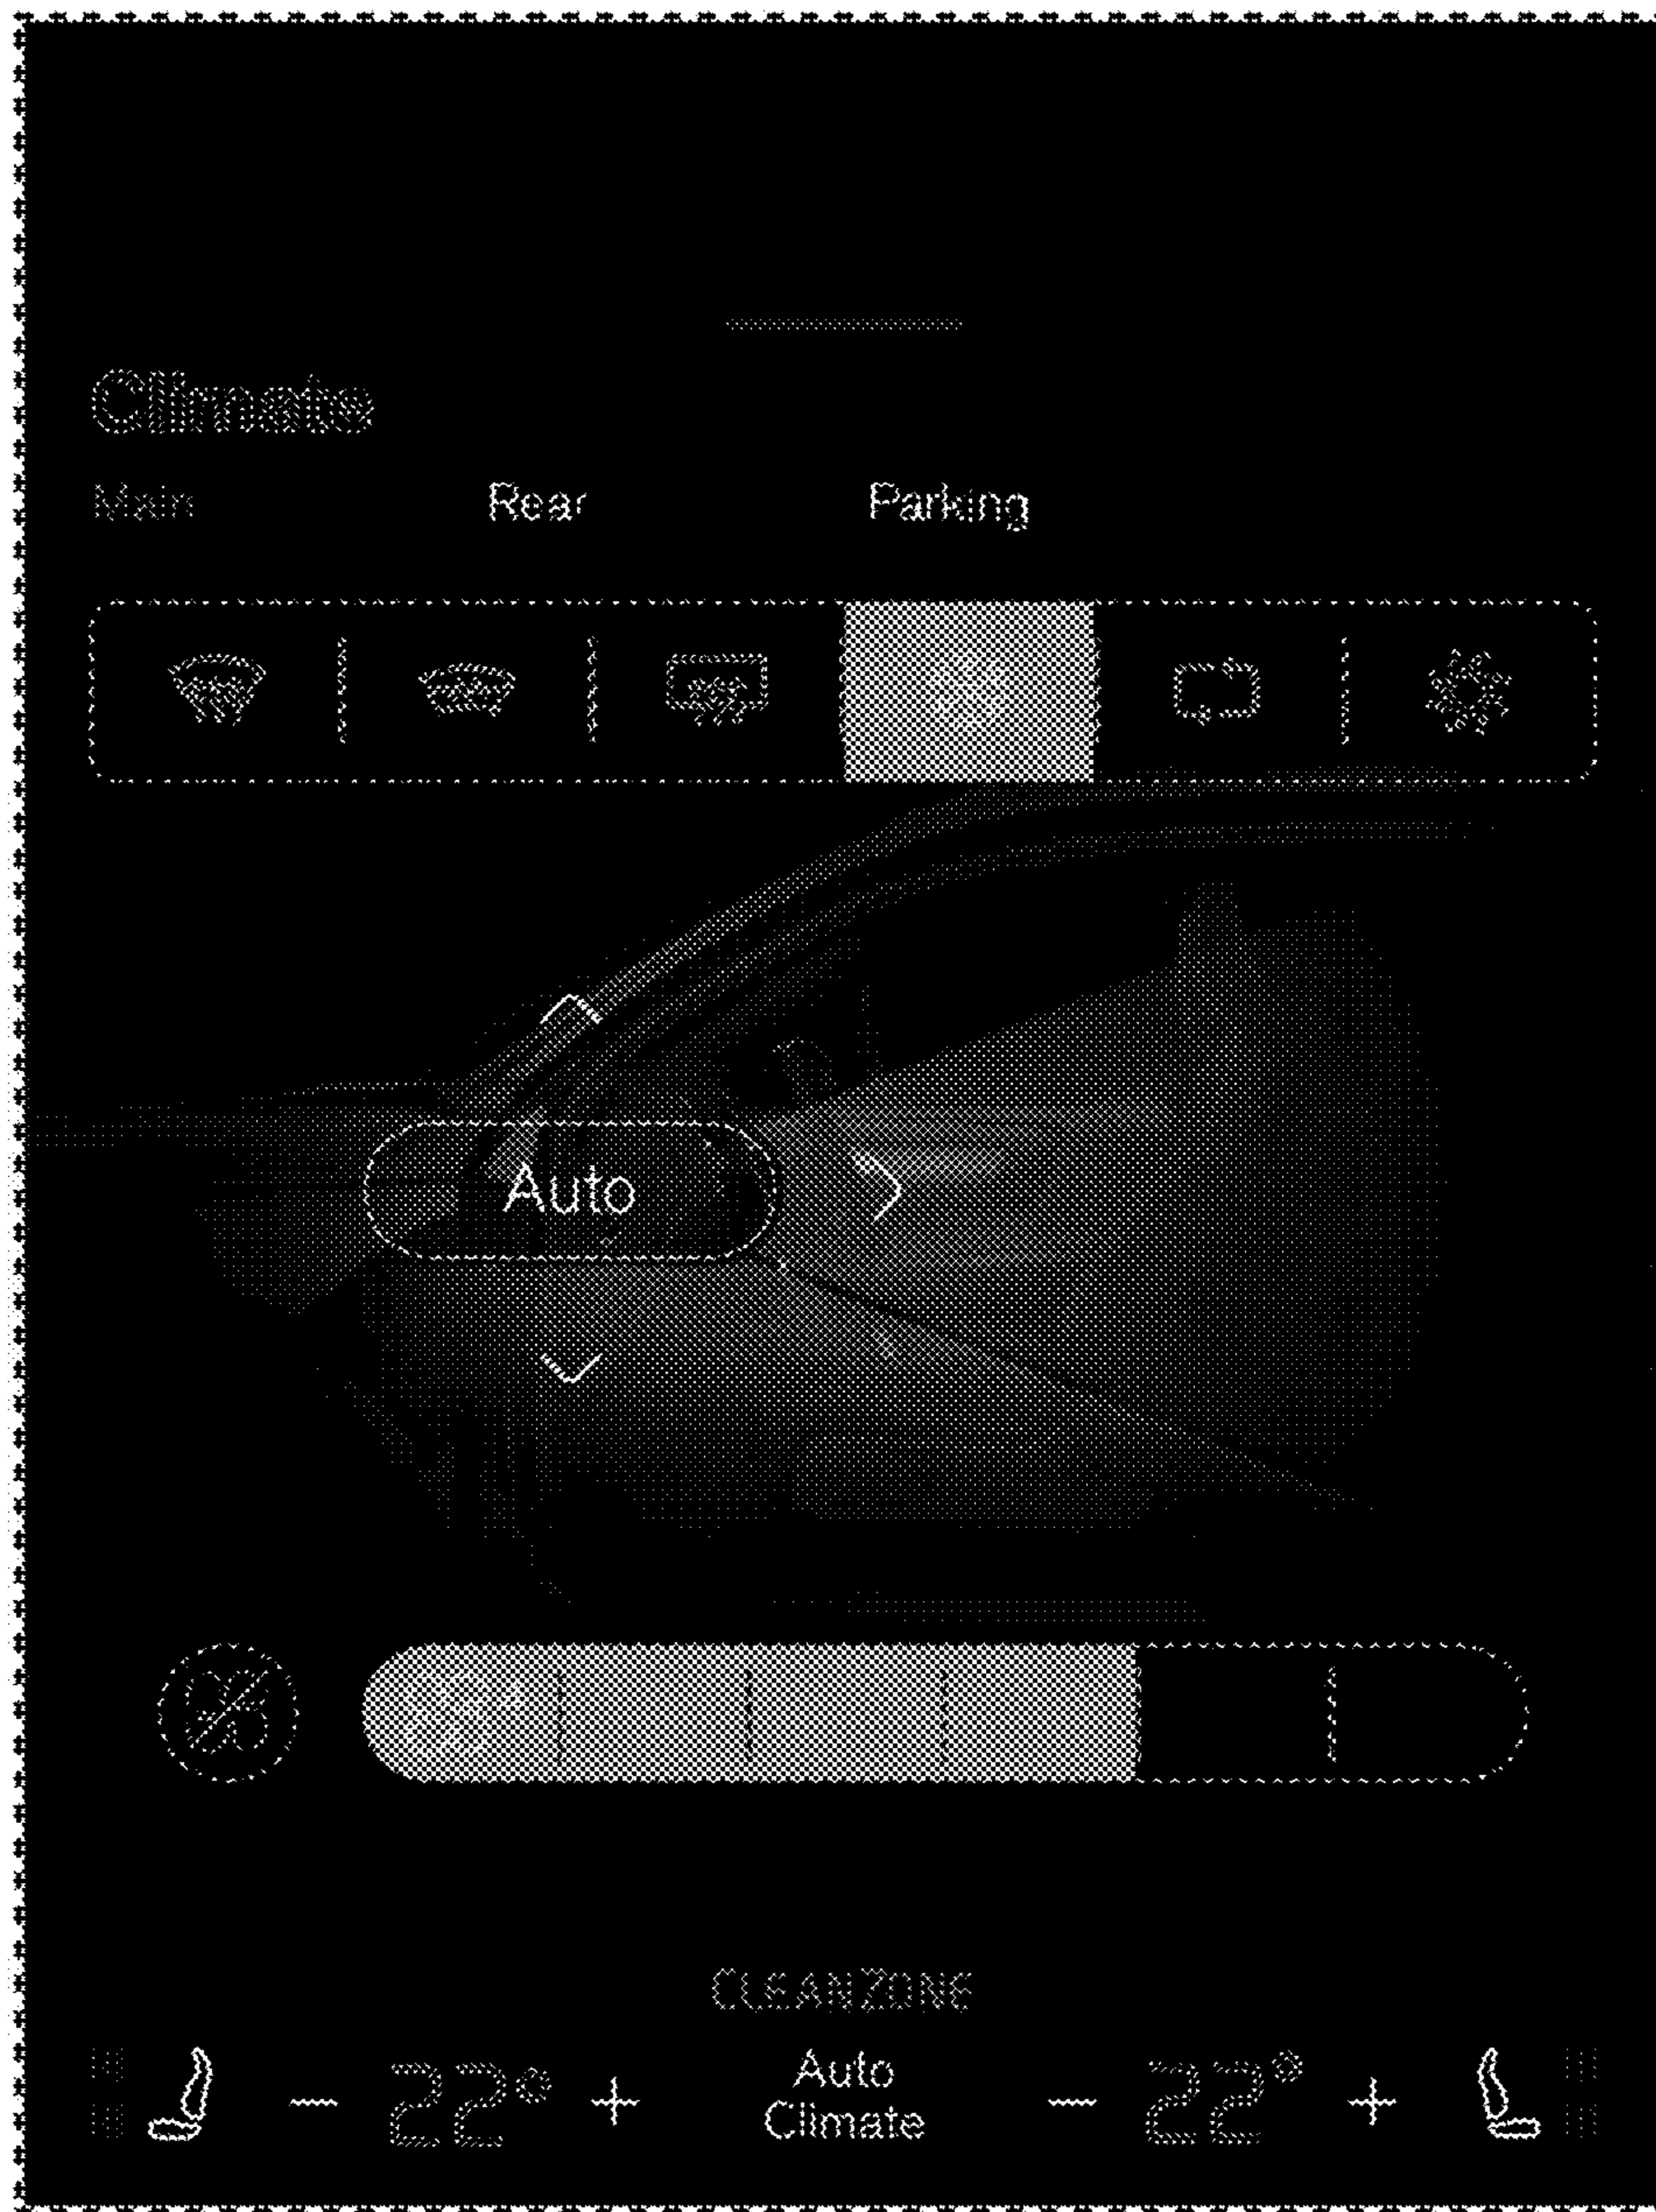 Climate
Main Rear Parking
Auto
CLEANZONE
22° Auto Climate 22°